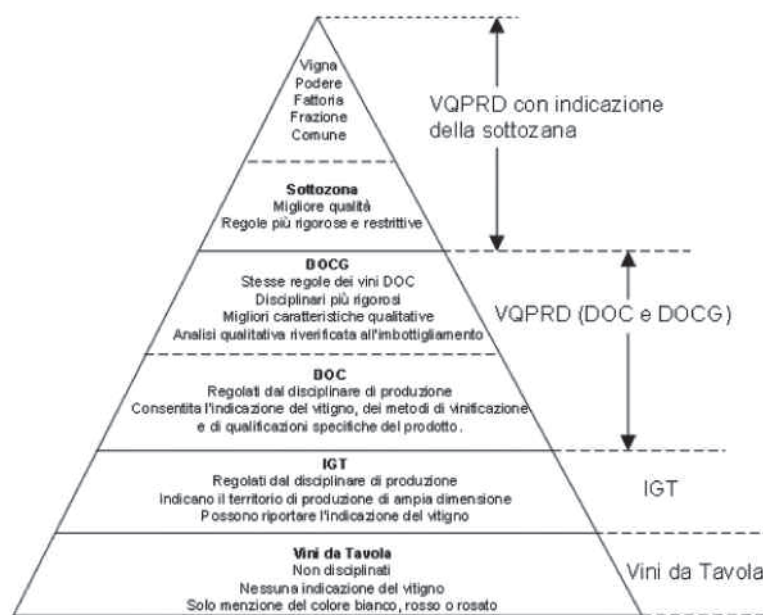 Vigna
Podere
Fattoria
Frazione
Comune
VQPRD con indicazione
della sottozana
Sottozona
Migliore qualità
Regole più rigorose e restrittive
DOCG
Stesse regole dei vini DOC
Disciplinari più rigorosi
Migliori caratteristiche qualitative
Analisi qualitativa riverificata all'imbottigliamento
VQPRD (DOC e DOCG)
DOC
Regolati dal disciplinare di produzione
Consentita l'indicazione del vitigno, dei metodi di vinificazione
e di qualificazioni specifiche del prodotto.
IGT
Regolati dal disciplinare di produzione
Indicano il territorio di produzione di ampia dimensione
Possono riportare l'indicazione del vitigno
IGT
Vini da Tavola
Non disciplinati
Nessuna indicazione del vitigno
Solo menzione del colore bianco, rosso o rosato
Vini da Tavola